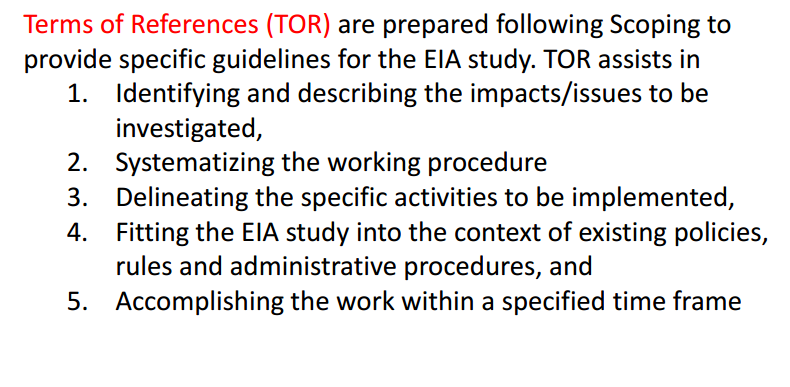 Terms of References (TOR) are prepared following Scoping to
provide specific guidelines for the EIA study. TOR assists in
1. Identifying and describing the impacts/issues to be
investigated,
2. Systematizing the working procedure
3. Delineating the specific activities to be implemented,
4. Fitting the EIA study into the context of existing policies,
rules and administrative procedures, and
5. Accomplishing the work within a specified time frame